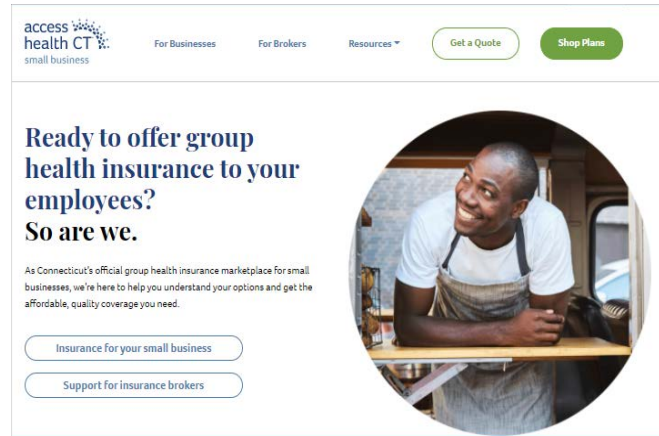 access
health CT
small business
For Businesses
For Brokers
Resources
Get a Quote
Shop Plans
Ready to offer group
health insurance to your
employees?
So are we.
As Connecticut's official group health insurance marketplace for small
businesses, we're here to help you understand your options and get the
affordable, quality coverage you need.
Insurance for your small business
Support for insurance brokers